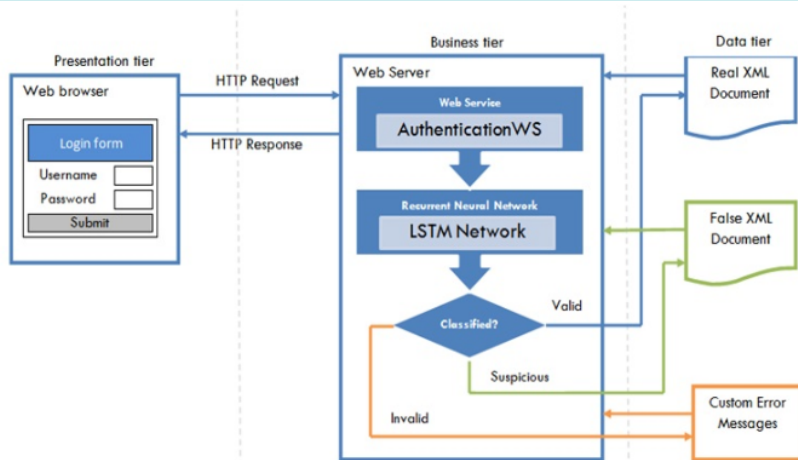 Presentation tier
Business tier
Data tier
Web browser
Login form
Username
Password
Submit
HTTP Request
HTTP Response
Web Server
Web Service
AuthenticationWS
Recurrent Neural Network
LSTM Network
Classified?
Valid
Suspicious
Invalid
Real XML
Document
False XML
Document
Custom Error
Messages